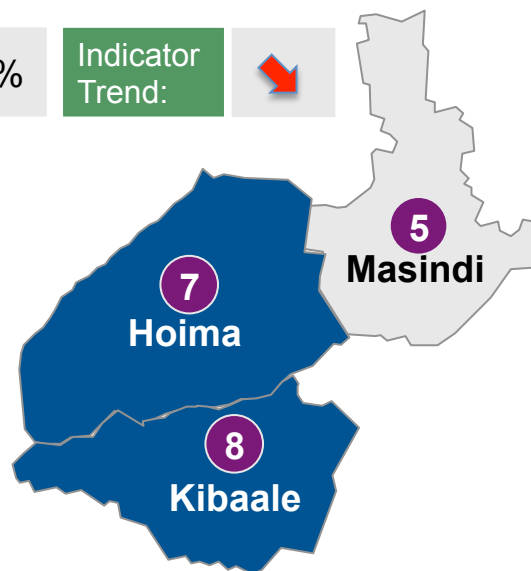 %
Indicator
Trend:
5
Masindi
7
Hoima
8
Kibaale